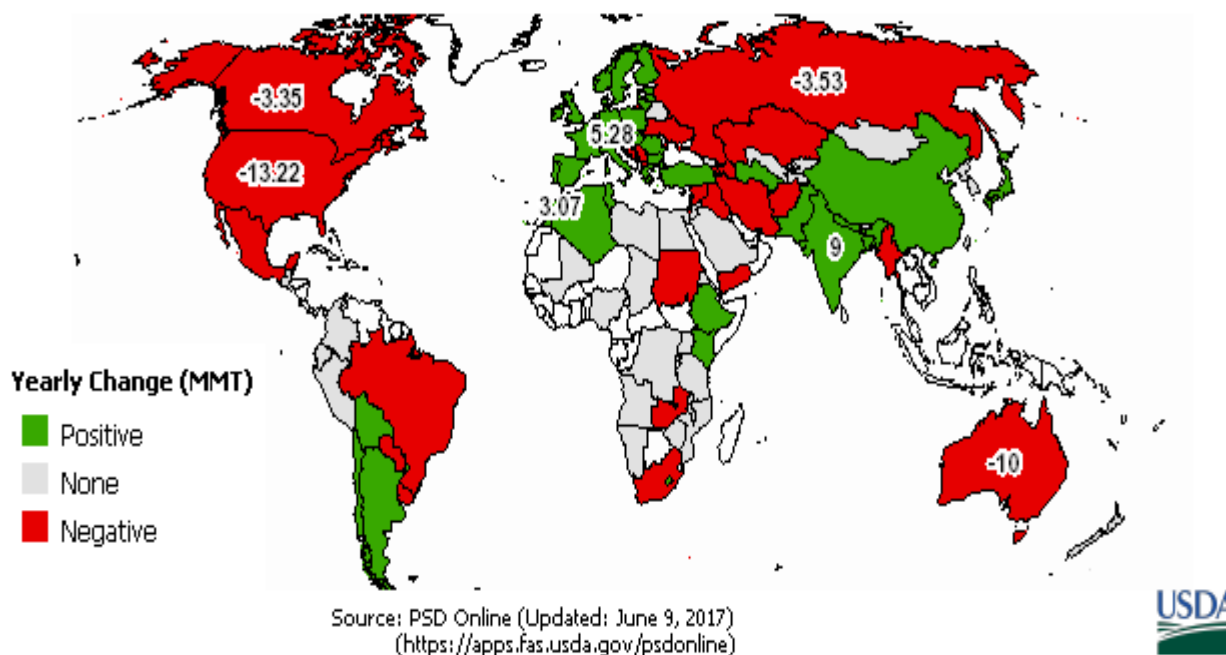 -3.35
-3.53
5.28
-13.22
3.07
9
Yearly Change (MMT)
Positive
None
Negative
-10
Source: PSD Online (Updated: June 9, 2017)
(https://apps.fas.usda.gov/psdonline)
USDA